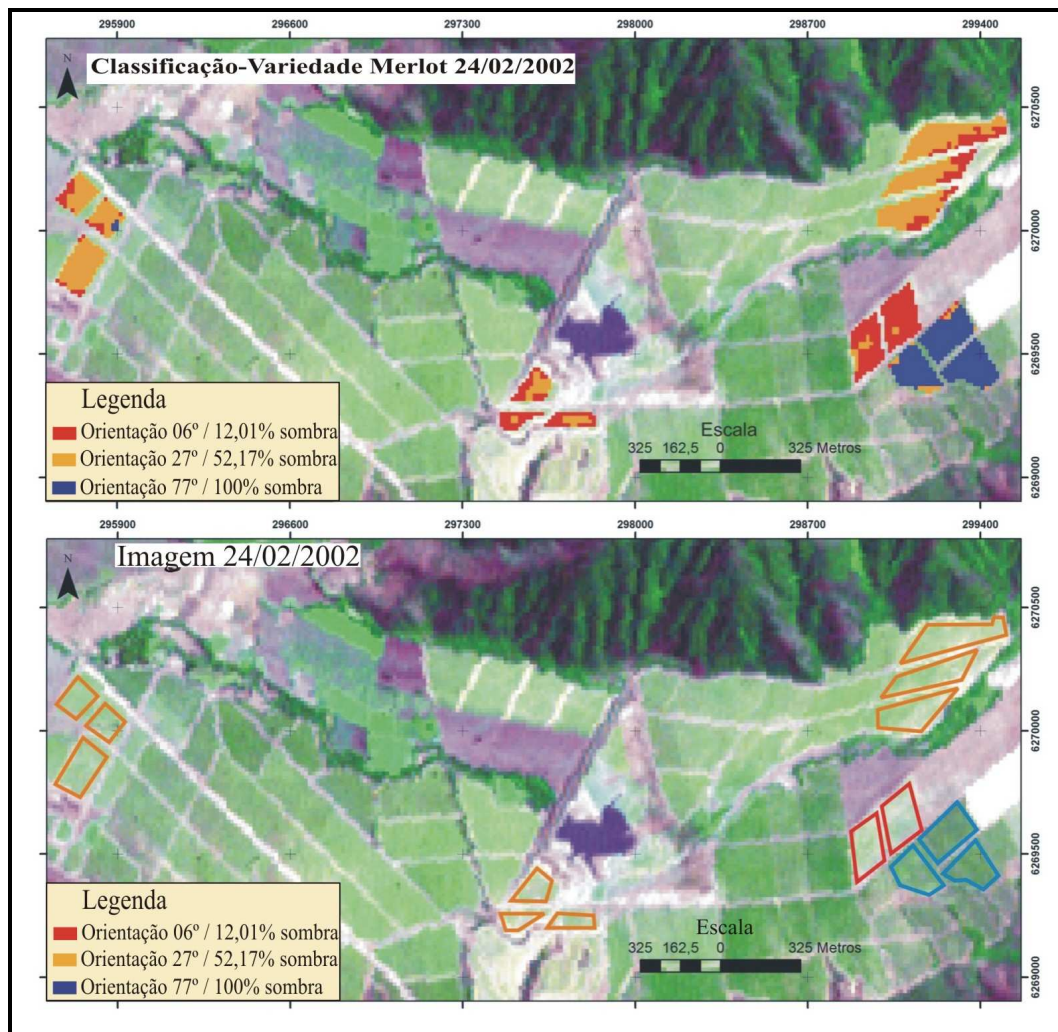 295900 296600 297300 298000 298700 299400
N
Classificação-Variedade Merlot 24/02/2002
6270500
6270000
6269500
6269000
Legenda
Orientação 06º / 12,01% sombra
Orientação 27º / 52,17% sombra
Orientação 77º / 100% sombra
Escala
325 162,5 0 325 Metros
295900 296600 297300 298000 298700 299400
N
Imagem 24/02/2002
6270500
6270000
6269500
6269000
Legenda
Orientação 06º / 12,01% sombra
Orientação 27º / 52,17% sombra
Orientação 77º / 100% sombra
Escala
325 162,5 0 325 Metros